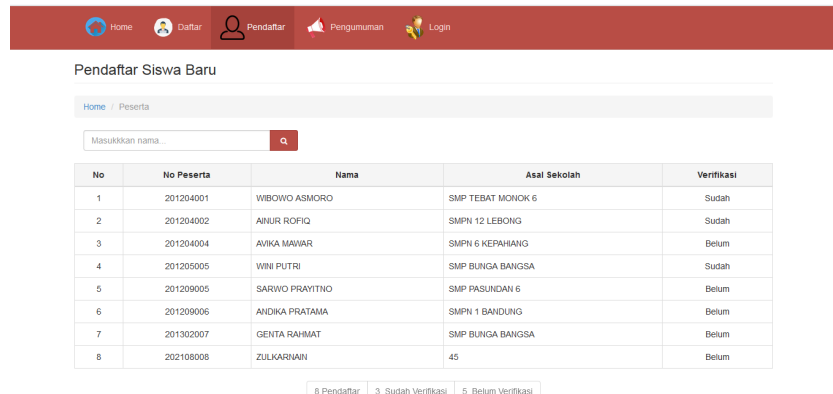 Home Daftar Pendaftar Pengumuman Login
Pendaftar Siswa Baru
Home / Peserta
Masukkkan nama...
No No Peserta Nama Asal Sekolah Verifikasi
1 201204001 WIBOWO ASMORO SMP TEBAT MONOK 6 Sudah
2 201204002 AINUR ROFIQ SMPN 12 LEBONG Sudah
3 201204004 AVIKA MAWAR SMPN 6 KEPAHIANG Belum
4 201205005 WINI PUTRI SMP BUNGA BANGSA Sudah
5 201209005 SARWO PRAYITNO SMP PASUNDAN 6 Belum
6 201209006 ANDIKA PRATAMA SMPN 1 BANDUNG Belum
7 201302007 GENTA RAHMAT SMP BUNGA BANGSA Belum
8 202108008 ZULKARNAIN 45 Belum
8 Pendaftar 3 Sudah Verifikasi 5 Belum Verifikasi